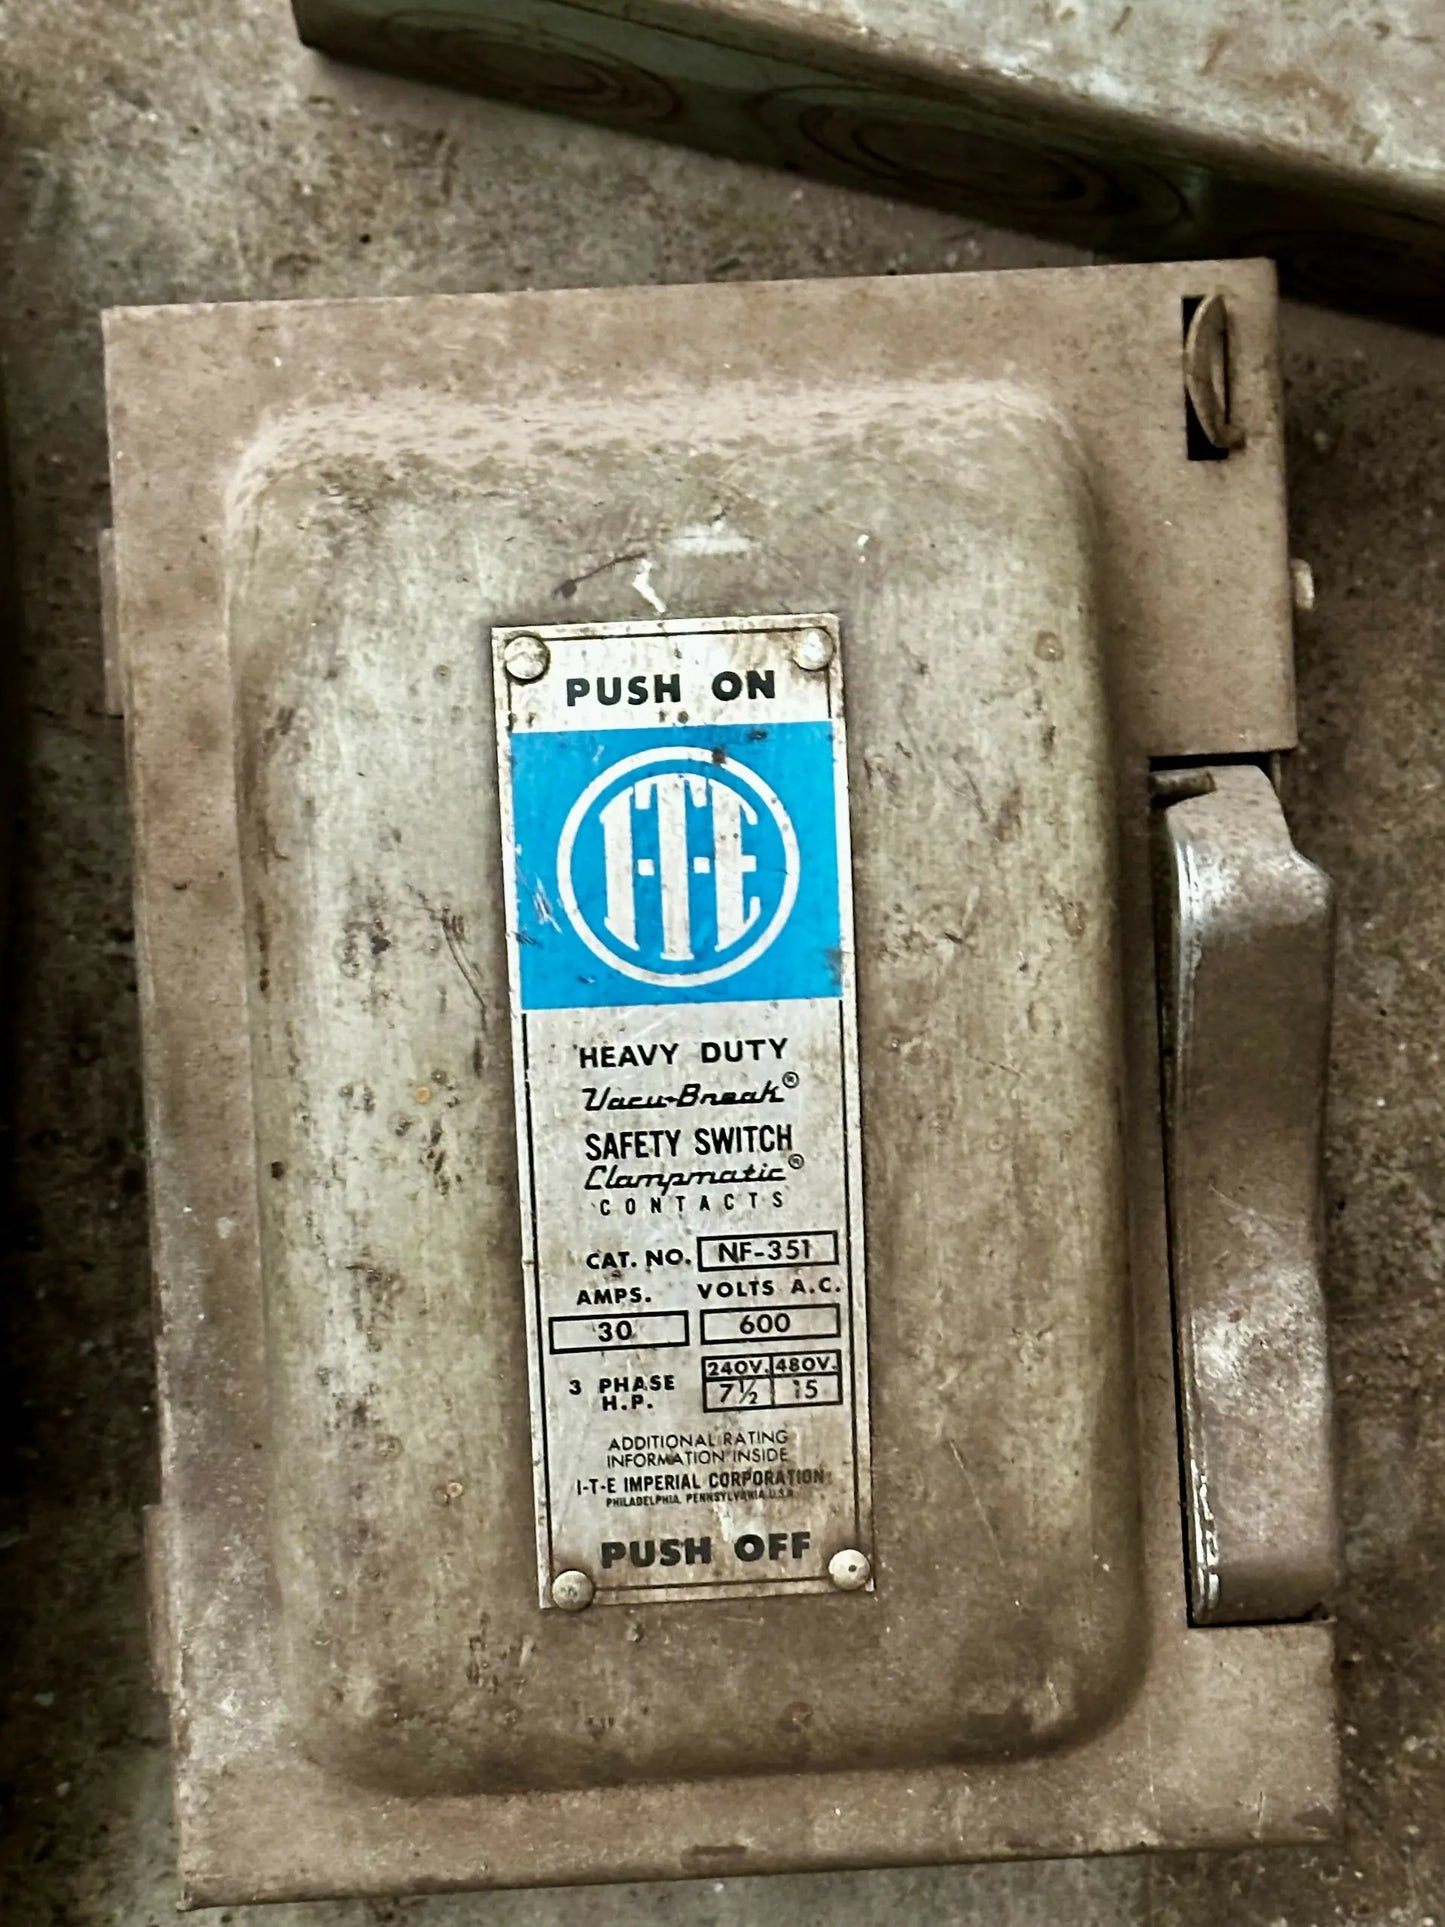 PUSH ON
I-T-E
HEAVY DUTY
Vacu-Break®
SAFETY SWITCH
Clampmatic®
CONTACTS
CAT. NO. NF-351
AMPS. VOLTS A.C.
30 600
240V. 480V.
3 PHASE H.P. 7½ 15
ADDITIONAL RATING
INFORMATION INSIDE
I-T-E IMPERIAL CORPORATION
PHILADELPHIA, PENNSYLVANIA U.S.A.
PUSH OFF